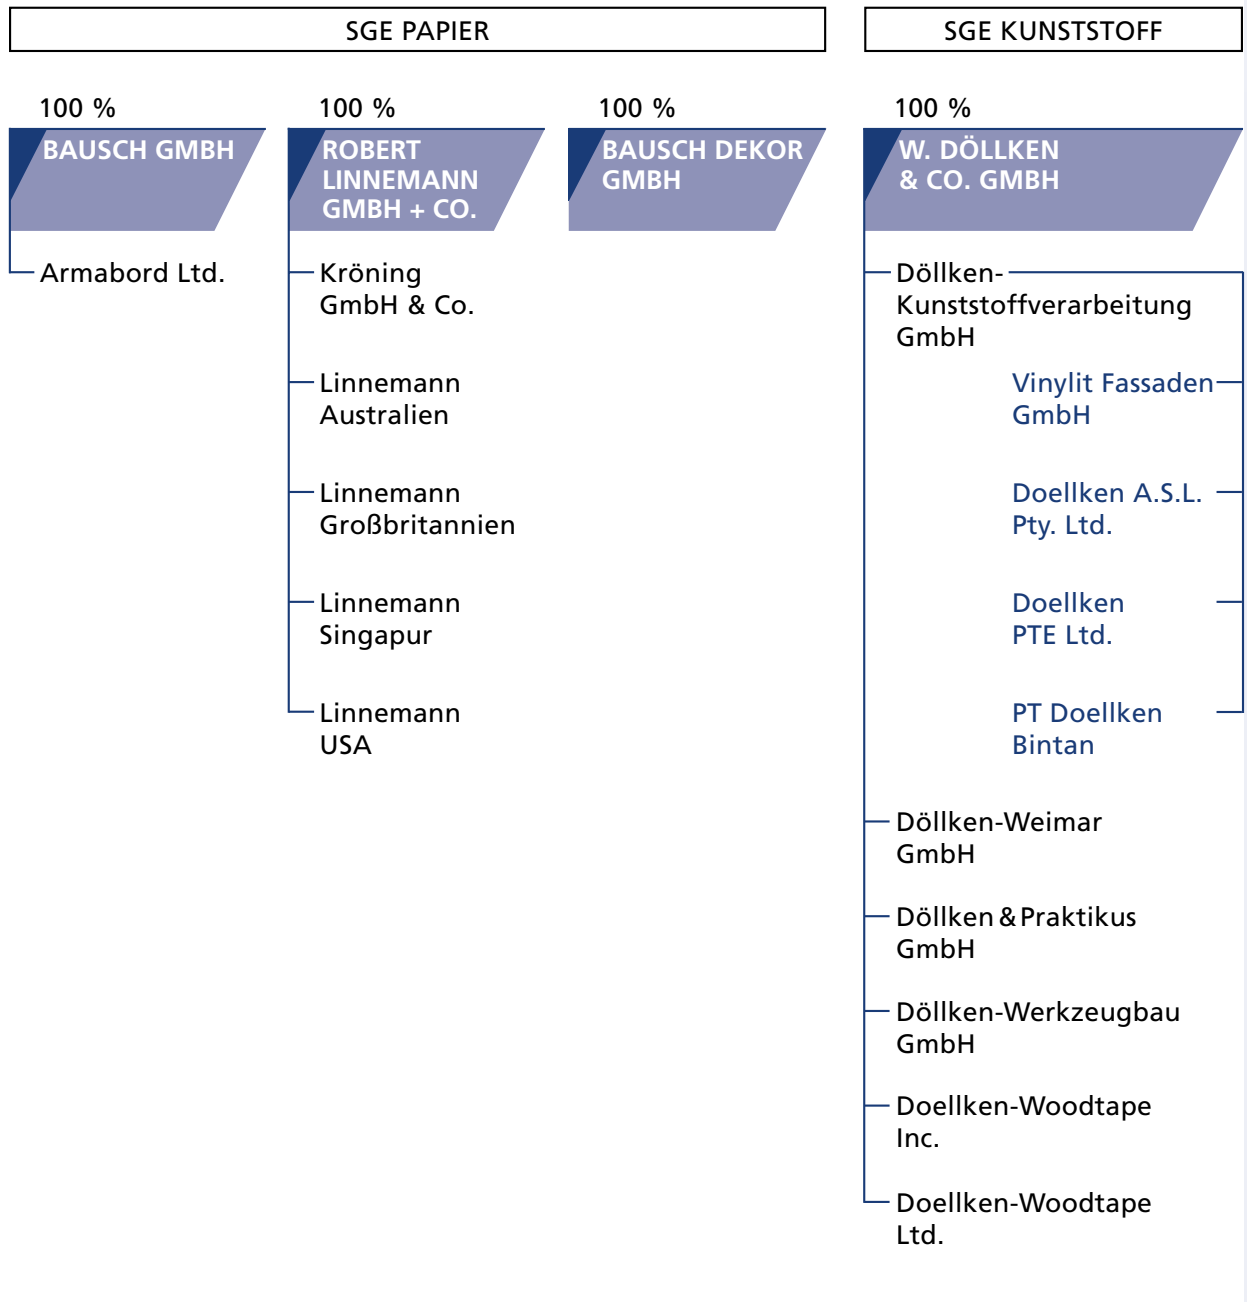 SGE PAPIER
100 %
BAUSCH GMBH
Armabord Ltd.
100 %
ROBERT
LINNEMANN
GMBH + CO.
Kröning
GmbH & Co.
Linnemann
Australien
Linnemann
Großbritannien
Linnemann
Singapur
Linnemann
USA
100 %
BAUSCH DEKOR
GMBH
SGE KUNSTSTOFF
100 %
W. DÖLLKEN
& CO. GMBH
Döllken-
Kunststoffverarbeitung
GmbH
Vinylit Fassaden
GmbH
Doellken A.S.L.
Pty. Ltd.
Doellken
PTE Ltd.
PT Doellken
Bintan
Döllken-Weimar
GmbH
Döllken & Praktikus
GmbH
Döllken-Werkzeugbau
GmbH
Doellken-Woodtape
Inc.
Doellken-Woodtape
Ltd.